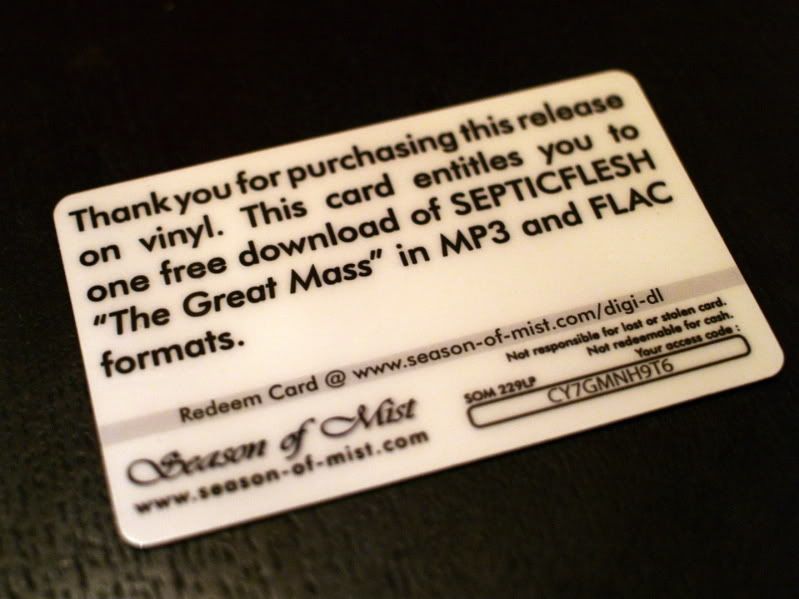 Thank you for purchasing this release
on vinyl. This card entitles you to
one free download of SEPTICFLESH
"The Great Mass" in MP3 and FLAC
formats.
Redeem Card @ www.season-of-mist.com/digi-dl
Not responsible for lost or stolen card.
Not redeemable for cash.
Your access code :
SOM 229LP
CY7GMNH9T6
Season of Mist
www.season-of-mist.com